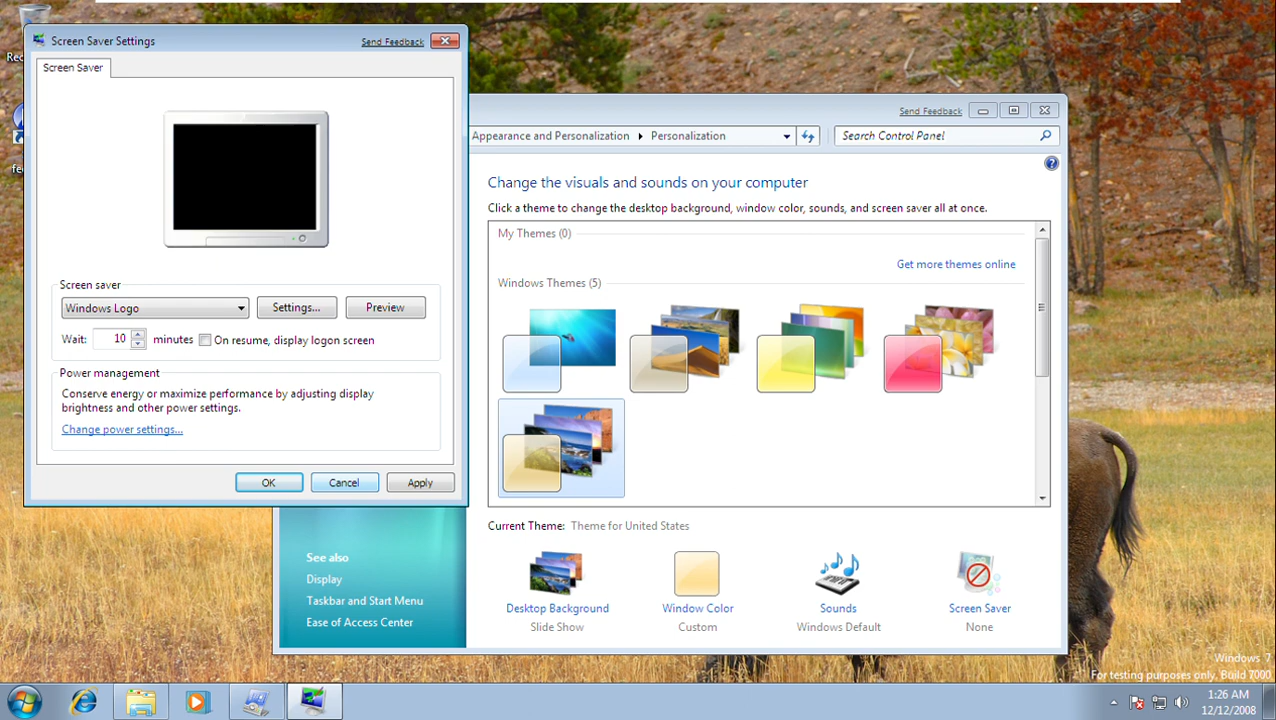 Screen Saver Settings
Send Feedback
Screen Saver
Screen saver
Windows Logo
Settings...
Preview
Wait: 10 minutes
On resume, display logon screen
Power management
Conserve energy or maximize performance by adjusting display
brightness and other power settings.
Change power settings...
OK
Cancel
Apply
Rec
fe
Send Feedback
Appearance and Personalization
Personalization
Search Control Panel
Change the visuals and sounds on your computer
Click a theme to change the desktop background, window color, sounds, and screen saver all at once.
My Themes (0)
Get more themes online
Windows Themes (5)
Current Theme: Theme for United States
Desktop Background
Slide Show
Window Color
Custom
Sounds
Windows Default
Screen Saver
None
See also
Display
Taskbar and Start Menu
Ease of Access Center
Windows 7
For testing purposes only. Build 7000
1:26 AM
12/12/2008